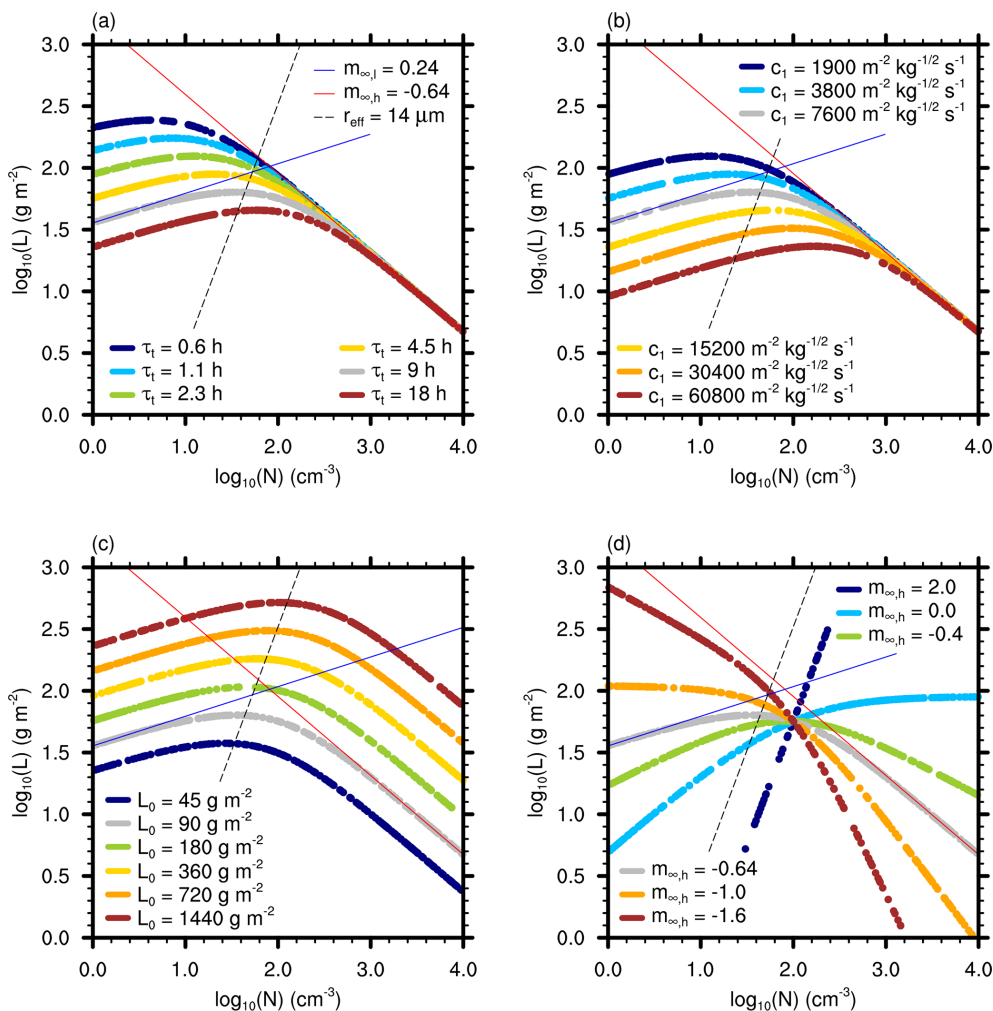 (a)
3.0
2.5
2.0
1.5
1.0
0.5
0.0
log₁₀(L) (g m⁻²)
m∞,l = 0.24
m∞,h = -0.64
r_eff = 14 μm
τₜ = 0.6 h
τₜ = 1.1 h
τₜ = 2.3 h
τₜ = 4.5 h
τₜ = 9 h
τₜ = 18 h
0.0 1.0 2.0 3.0 4.0
log₁₀(N) (cm⁻³)
(b)
3.0
2.5
2.0
1.5
1.0
0.5
0.0
log₁₀(L) (g m⁻²)
c₁ = 1900 m⁻² kg⁻¹/² s⁻¹
c₁ = 3800 m⁻² kg⁻¹/² s⁻¹
c₁ = 7600 m⁻² kg⁻¹/² s⁻¹
c₁ = 15200 m⁻² kg⁻¹/² s⁻¹
c₁ = 30400 m⁻² kg⁻¹/² s⁻¹
c₁ = 60800 m⁻² kg⁻¹/² s⁻¹
0.0 1.0 2.0 3.0 4.0
log₁₀(N) (cm⁻³)
(c)
3.0
2.5
2.0
1.5
1.0
0.5
0.0
log₁₀(L) (g m⁻²)
L₀ = 45 g m⁻²
L₀ = 90 g m⁻²
L₀ = 180 g m⁻²
L₀ = 360 g m⁻²
L₀ = 720 g m⁻²
L₀ = 1440 g m⁻²
0.0 1.0 2.0 3.0 4.0
log₁₀(N) (cm⁻³)
(d)
3.0
2.5
2.0
1.5
1.0
0.5
0.0
log₁₀(L) (g m⁻²)
m∞,h = 2.0
m∞,h = 0.0
m∞,h = -0.4
m∞,h = -0.64
m∞,h = -1.0
m∞,h = -1.6
0.0 1.0 2.0 3.0 4.0
log₁₀(N) (cm⁻³)